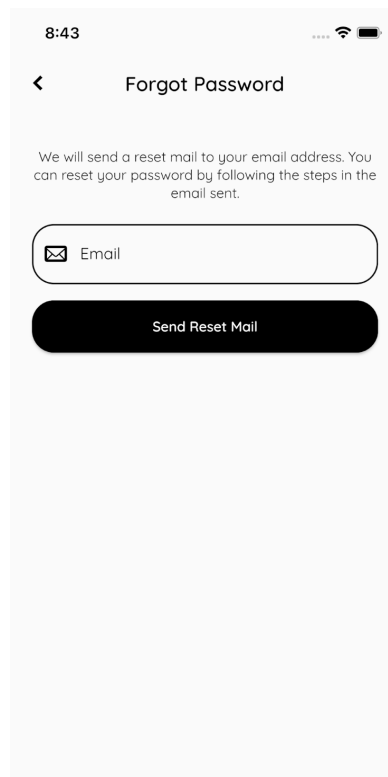 8:43
Forgot Password
We will send a reset mail to your email address. You
can reset your password by following the steps in the
email sent.
Email
Send Reset Mail